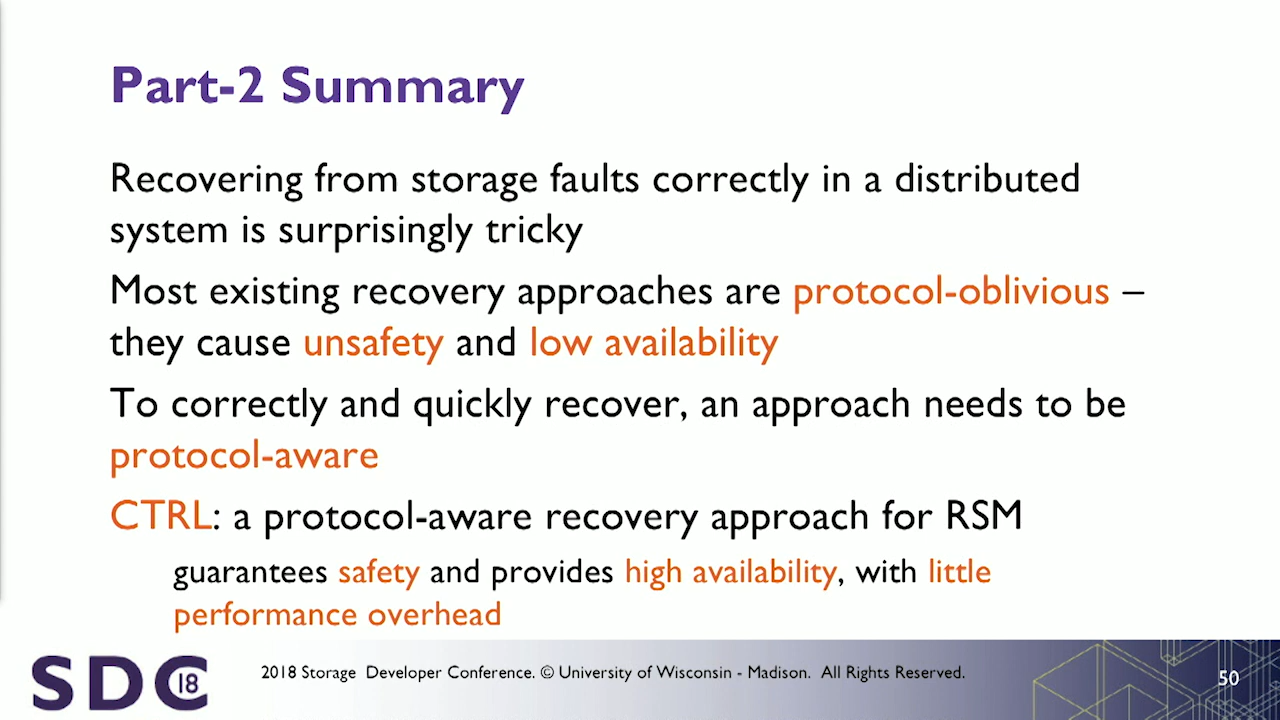 Part-2 Summary
Recovering from storage faults correctly in a distributed
system is surprisingly tricky
Most existing recovery approaches are protocol-oblivious –
they cause unsafety and low availability
To correctly and quickly recover, an approach needs to be
protocol-aware
CTRL: a protocol-aware recovery approach for RSM
guarantees safety and provides high availability, with little
performance overhead
SDC 18
2018 Storage Developer Conference. © University of Wisconsin - Madison. All Rights Reserved.
50